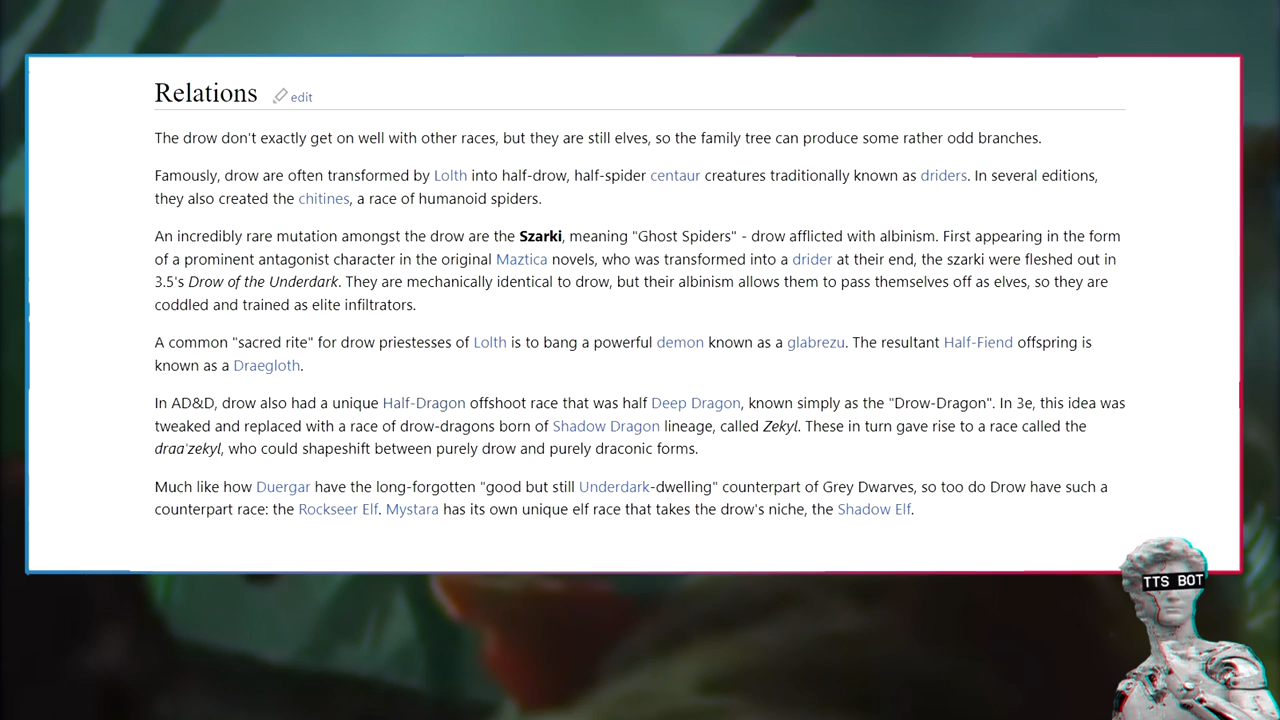 Relations edit
The drow don't exactly get on well with other races, but they are still elves, so the family tree can produce some rather odd branches.
Famously, drow are often transformed by Lolth into half-drow, half-spider centaur creatures traditionally known as driders. In several editions,
they also created the chitines, a race of humanoid spiders.
An incredibly rare mutation amongst the drow are the Szarki, meaning "Ghost Spiders" - drow afflicted with albinism. First appearing in the form
of a prominent antagonist character in the original Maztica novels, who was transformed into a drider at their end, the szarki were fleshed out in
3.5's Drow of the Underdark. They are mechanically identical to drow, but their albinism allows them to pass themselves off as elves, so they are
coddled and trained as elite infiltrators.
A common "sacred rite" for drow priestesses of Lolth is to bang a powerful demon known as a glabrezu. The resultant Half-Fiend offspring is
known as a Draegloth.
In AD&D, drow also had a unique Half-Dragon offshoot race that was half Deep Dragon, known simply as the "Drow-Dragon". In 3e, this idea was
tweaked and replaced with a race of drow-dragons born of Shadow Dragon lineage, called Zekyl. These in turn gave rise to a race called the
draa'zekyl, who could shapeshift between purely drow and purely draconic forms.
Much like how Duergar have the long-forgotten "good but still Underdark-dwelling" counterpart of Grey Dwarves, so too do Drow have such a
counterpart race: the Rockseer Elf. Mystara has its own unique elf race that takes the drow's niche, the Shadow Elf.
TTS BOT